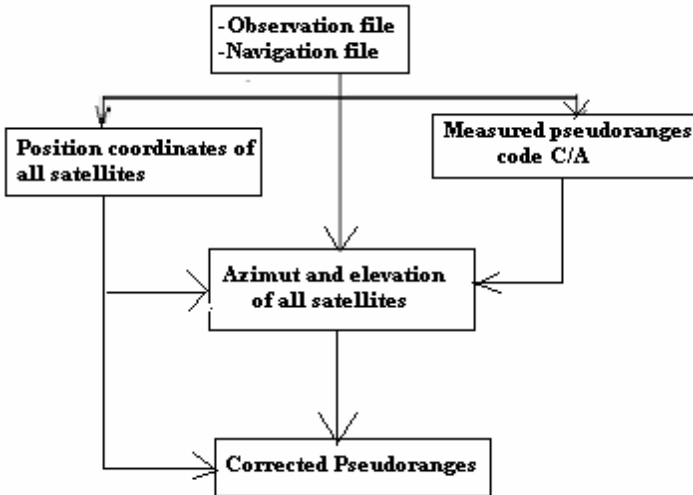 -Observation file
-Navigation file
Position coordinates of
all satellites
Measured pseudoranges
code C/A
Azimut and elevation
of all satellites
Corrected Pseudoranges